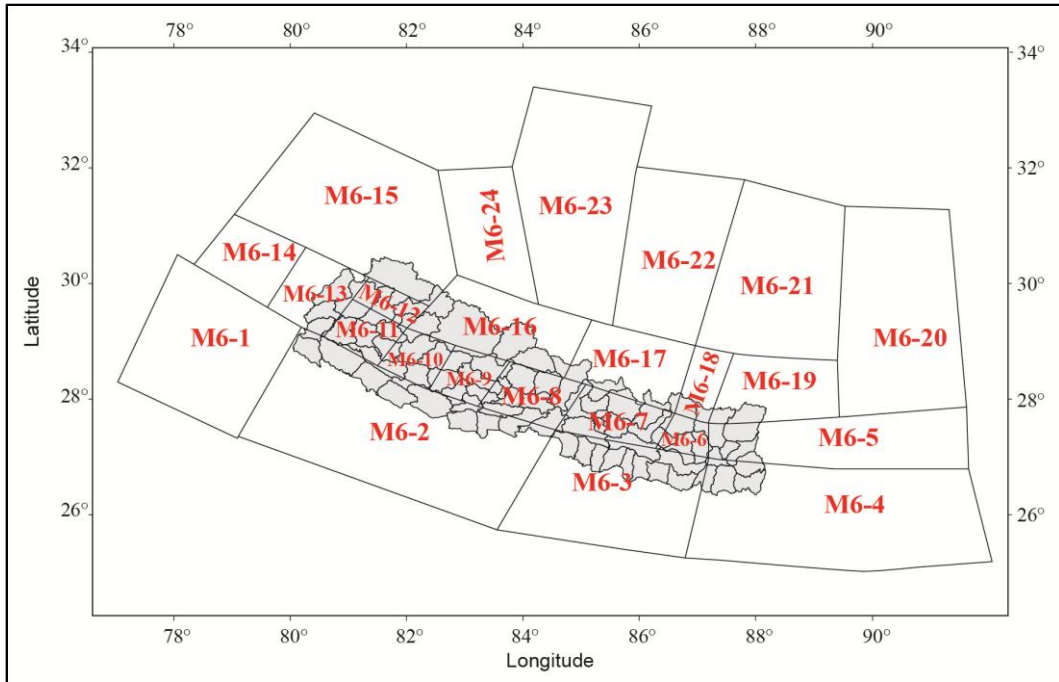 78° 80° 82° 84° 86° 88° 90°
34° 34°
32° 32°
M6-15
M6-24
M6-23
M6-14
M6-22
30° 30°
M6-13
M6-12
M6-21
M6-1
M6-11
M6-16
M6-20
M6-17
M6-10
M6-18
M6-9
M6-19
M6-8
28° 28°
M6-7
M6-2
M6-6
M6-5
M6-3
M6-4
26° 26°
78° 80° 82° 84° 86° 88° 90°
Latitude
Longitude